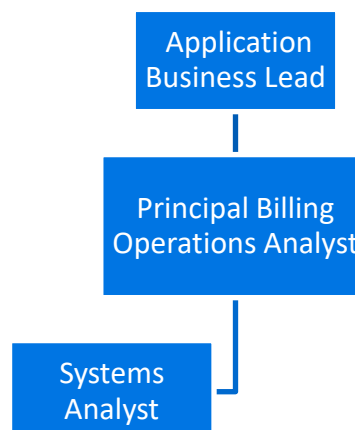 Application
Business Lead
Principal Billing
Operations Analyst
Systems
Analyst